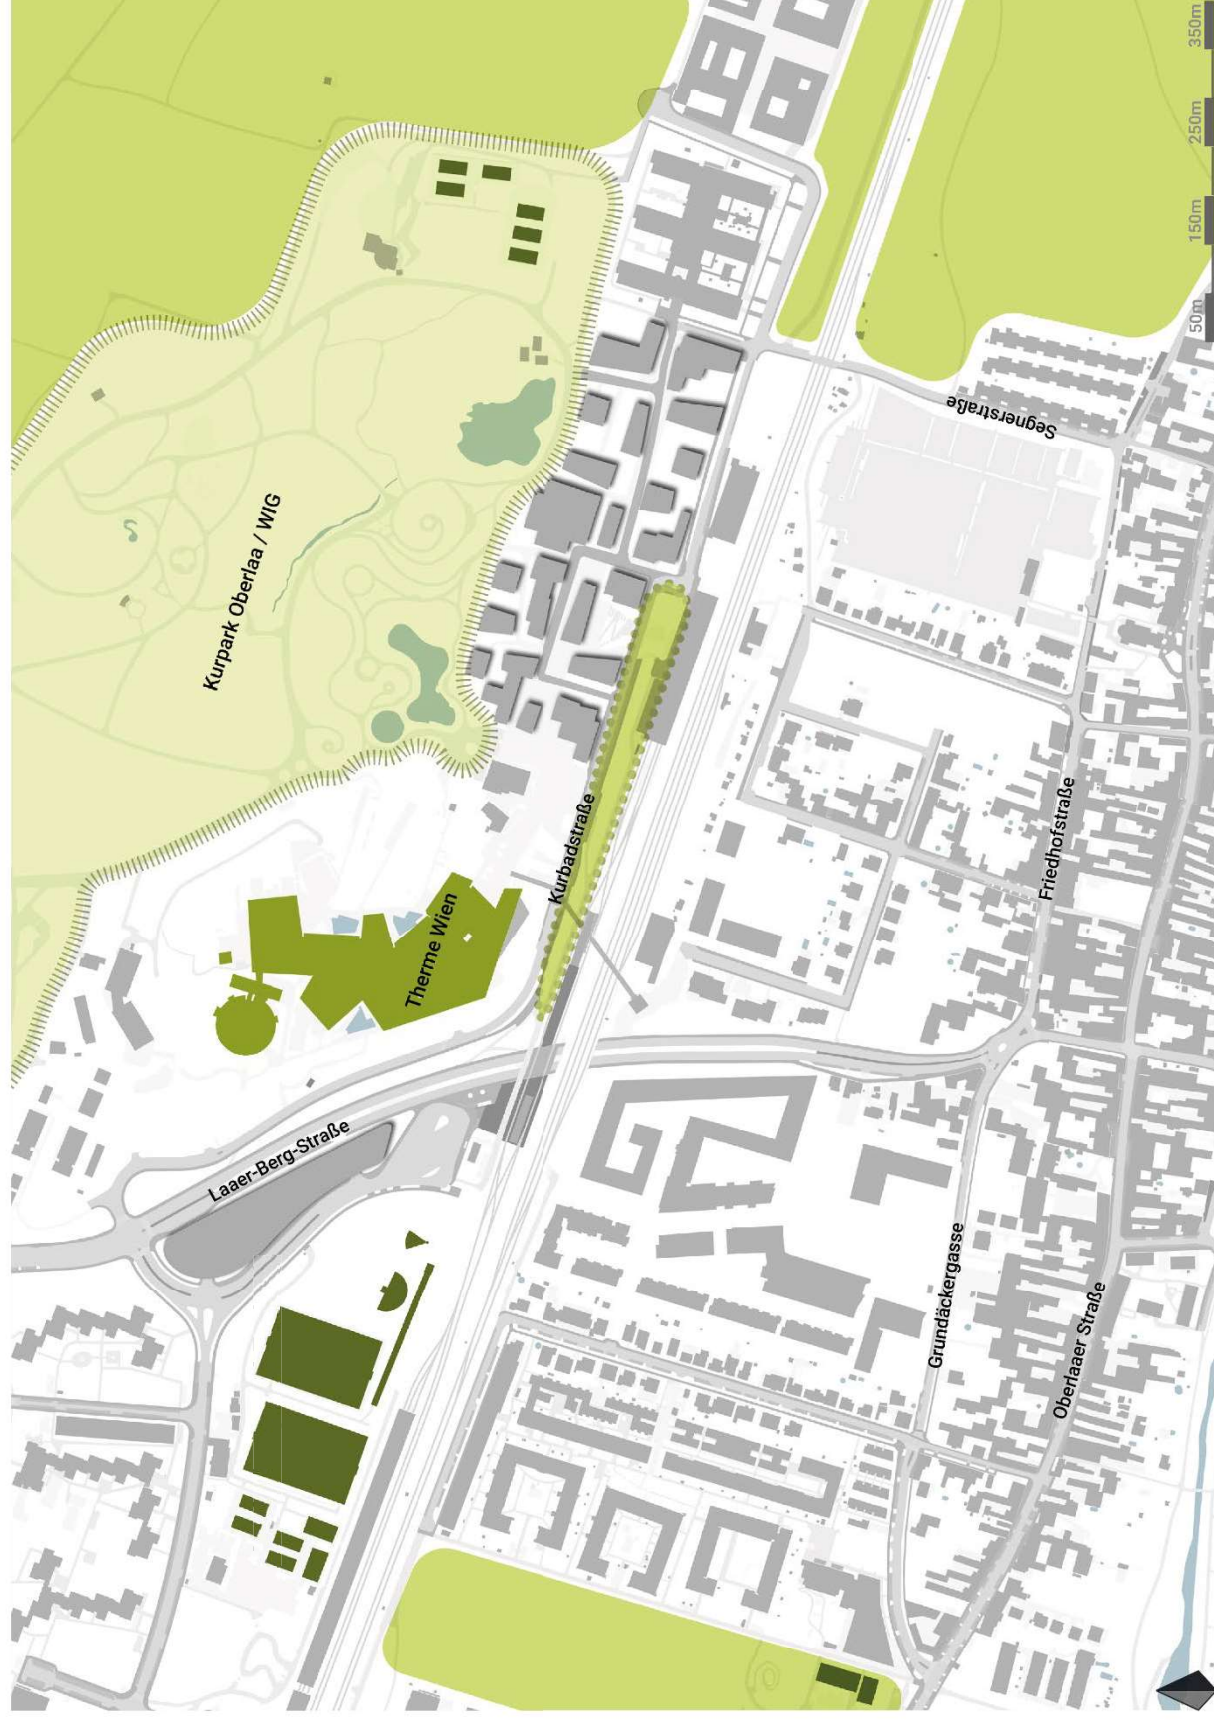 350m
250m
150m
50m
Segnerstraße
Kurpark Oberlaa / WIG
Kurbadstraße
Friedhofstraße
Therme Wien
Laaer-Berg-Straße
Grundäckergasse
Oberlaaer Straße